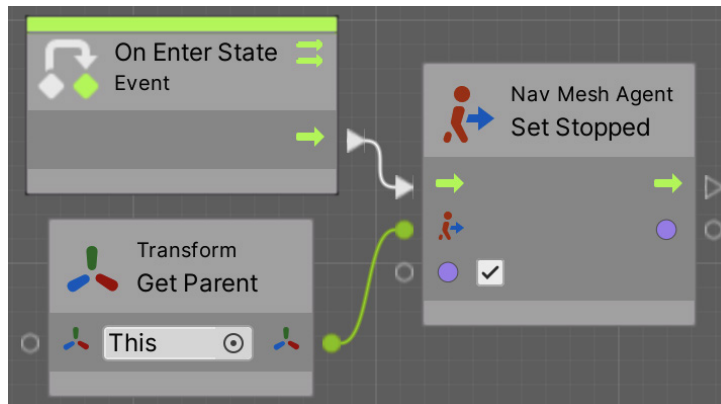 On Enter State
Event
Nav Mesh Agent
Set Stopped
Transform
Get Parent
This